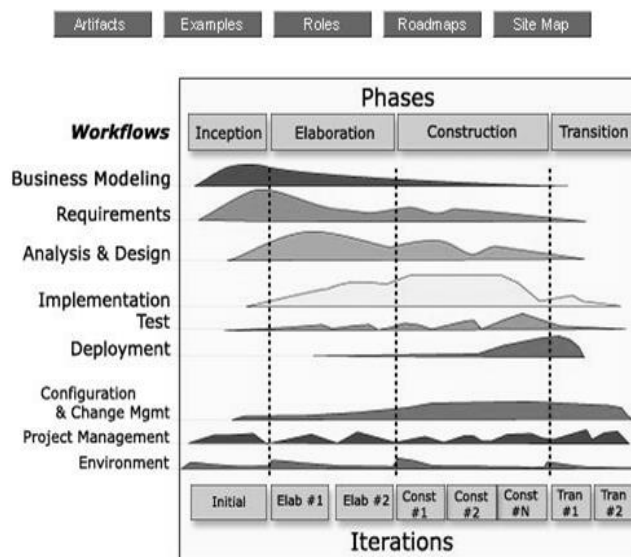 Artifacts Examples Roles Roadmaps Site Map
Phases
Workflows Inception Elaboration Construction Transition
Business Modeling
Requirements
Analysis & Design
Implementation
Test
Deployment
Configuration
& Change Mgmt
Project Management
Environment
Initial Elab #1 Elab #2 Const #1 Const #2 Const #N Tran #1 Tran #2
Iterations